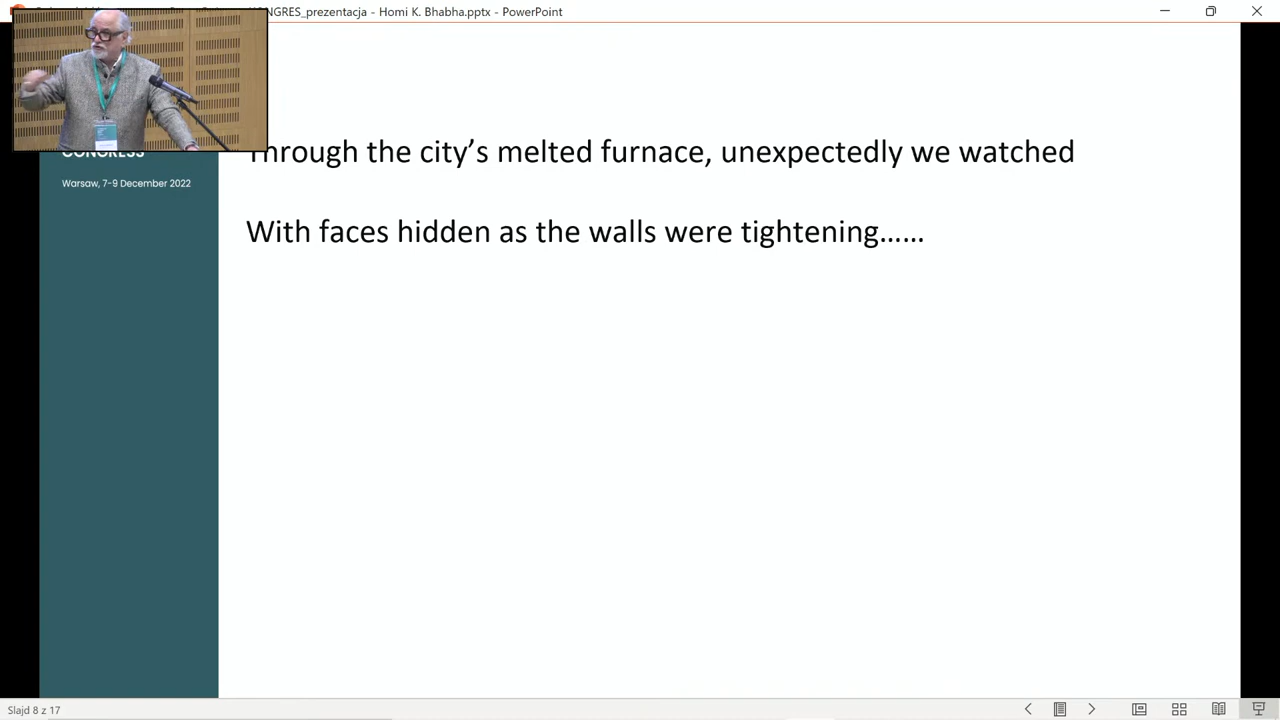 KONGRES_prezentacja - Homi K. Bhabha.pptx - PowerPoint
CONGRESS
Warsaw, 7-9 December 2022
Through the city’s melted furnace, unexpectedly we watched
With faces hidden as the walls were tightening……
Slajd 8 z 17